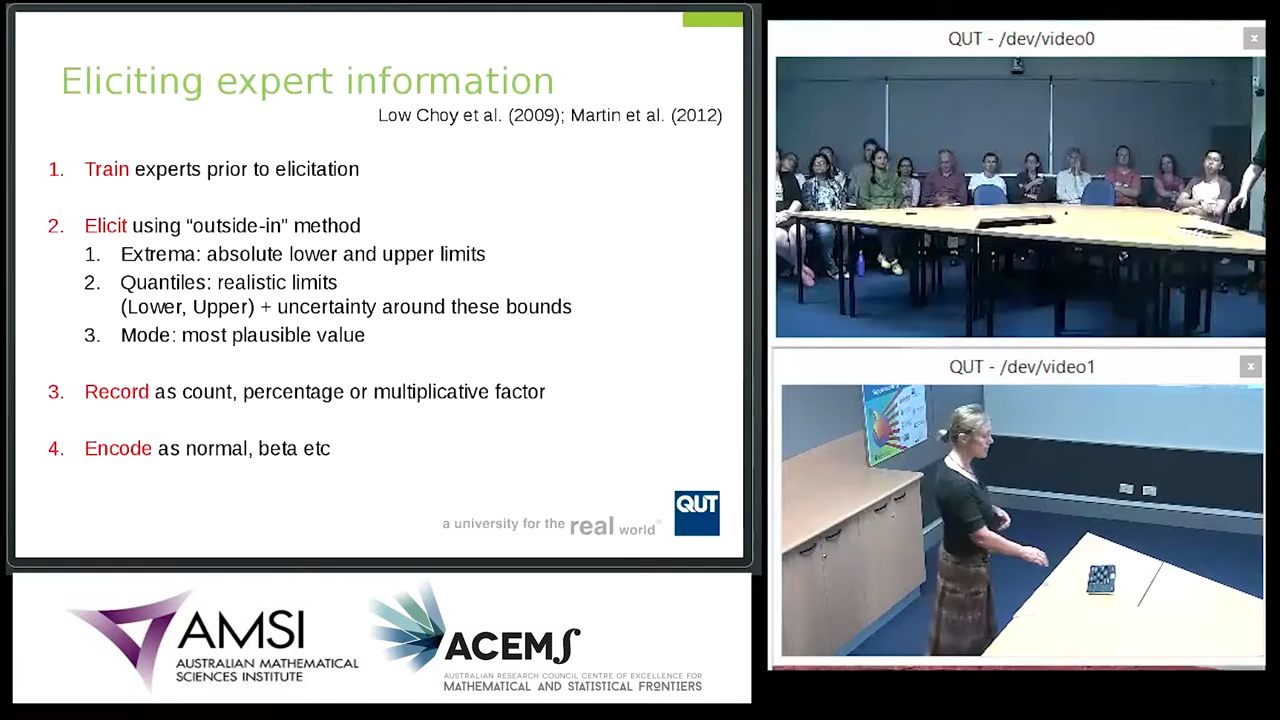 Eliciting expert information
Low Choy et al. (2009); Martin et al. (2012)
1. Train experts prior to elicitation
2. Elicit using “outside-in” method
1. Extrema: absolute lower and upper limits
2. Quantiles: realistic limits
(Lower, Upper) + uncertainty around these bounds
3. Mode: most plausible value
3. Record as count, percentage or multiplicative factor
4. Encode as normal, beta etc
a university for the real world®
QUT
AMSI
AUSTRALIAN MATHEMATICAL
SCIENCES INSTITUTE
ACEMS
AUSTRALIAN RESEARCH COUNCIL CENTRE OF EXCELLENCE FOR
MATHEMATICAL AND STATISTICAL FRONTIERS
QUT - /dev/video0
x
QUT - /dev/video1
x